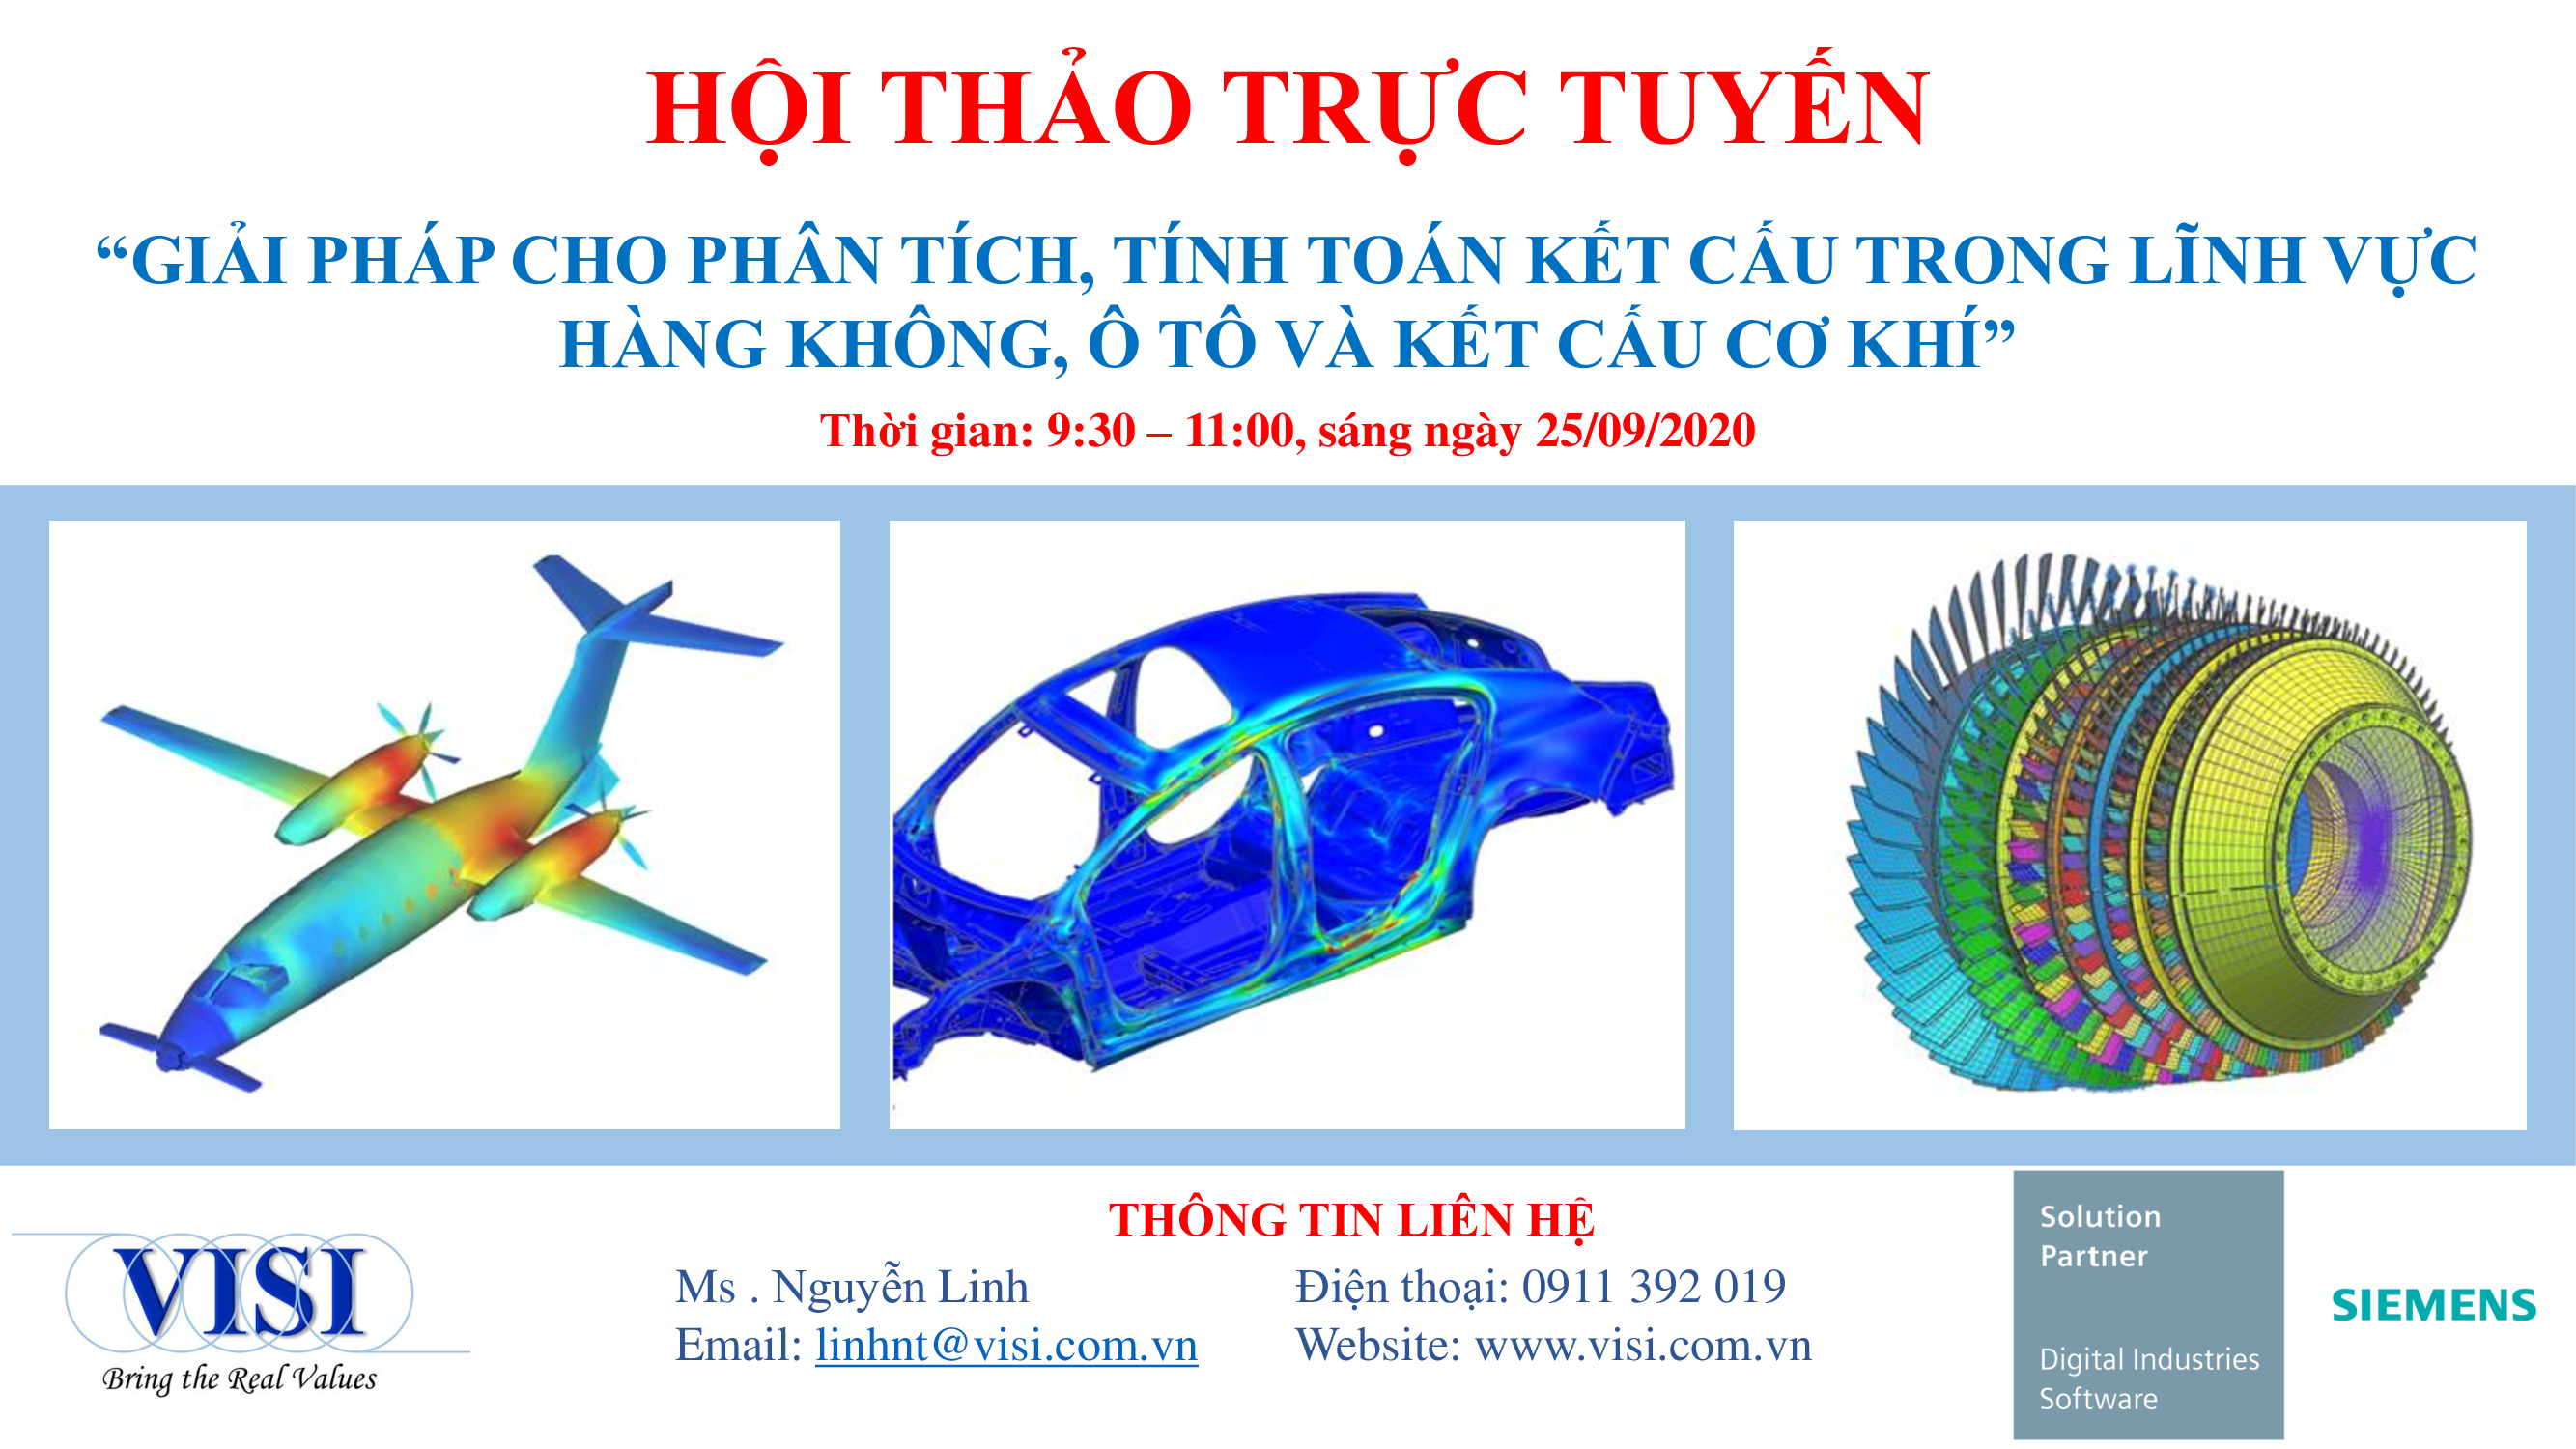 HỘI THẢO TRỰC TUYẾN
“GIẢI PHÁP CHO PHÂN TÍCH, TÍNH TOÁN KẾT CẤU TRONG LĨNH VỰC
HÀNG KHÔNG, Ô TÔ VÀ KẾT CẤU CƠ KHÍ”
Thời gian: 9:30 – 11:00, sáng ngày 25/09/2020
VISI
Bring the Real Values
THÔNG TIN LIÊN HỆ
Ms . Nguyễn Linh
Điện thoại: 0911 392 019
Email: linhnt@visi.com.vn
Website: www.visi.com.vn
Solution
Partner
Digital Industries
Software
SIEMENS